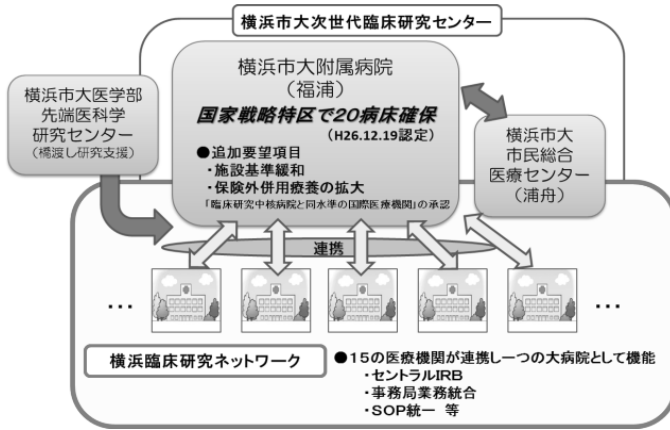 横浜市大次世代臨床研究センター
横浜市大医学部
先端医科学
研究センター
(橋渡し研究支援)
横浜市大附属病院
(福浦)
国家戦略特区で20病床確保
(H26.12.19認定)
●追加要望項目
・施設基準緩和
・保険外併用療養の拡大
「臨床研究中核病院と同水準の国際医療機関」の承認
横浜市大
市民総合
医療センター
(浦舟)
連携
…
…
横浜臨床研究ネットワーク
●15の医療機関が連携し一つの大病院として機能
・セントラルIRB
・事務局業務統合
・SOP統一 等